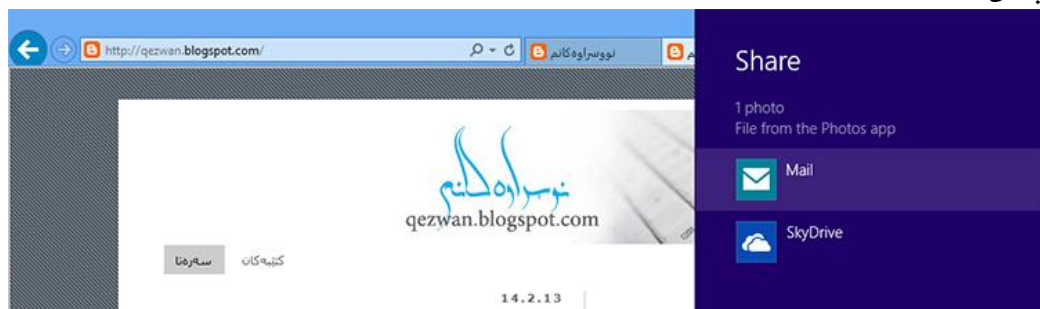 http://qezwan.blogspot.com/
نووسراوەکانم
م
Share
1 photo
File from the Photos app
Mail
SkyDrive
نوسراوەکانم
qezwan.blogspot.com
سەرەتا
کتێبەکان
14.2.13